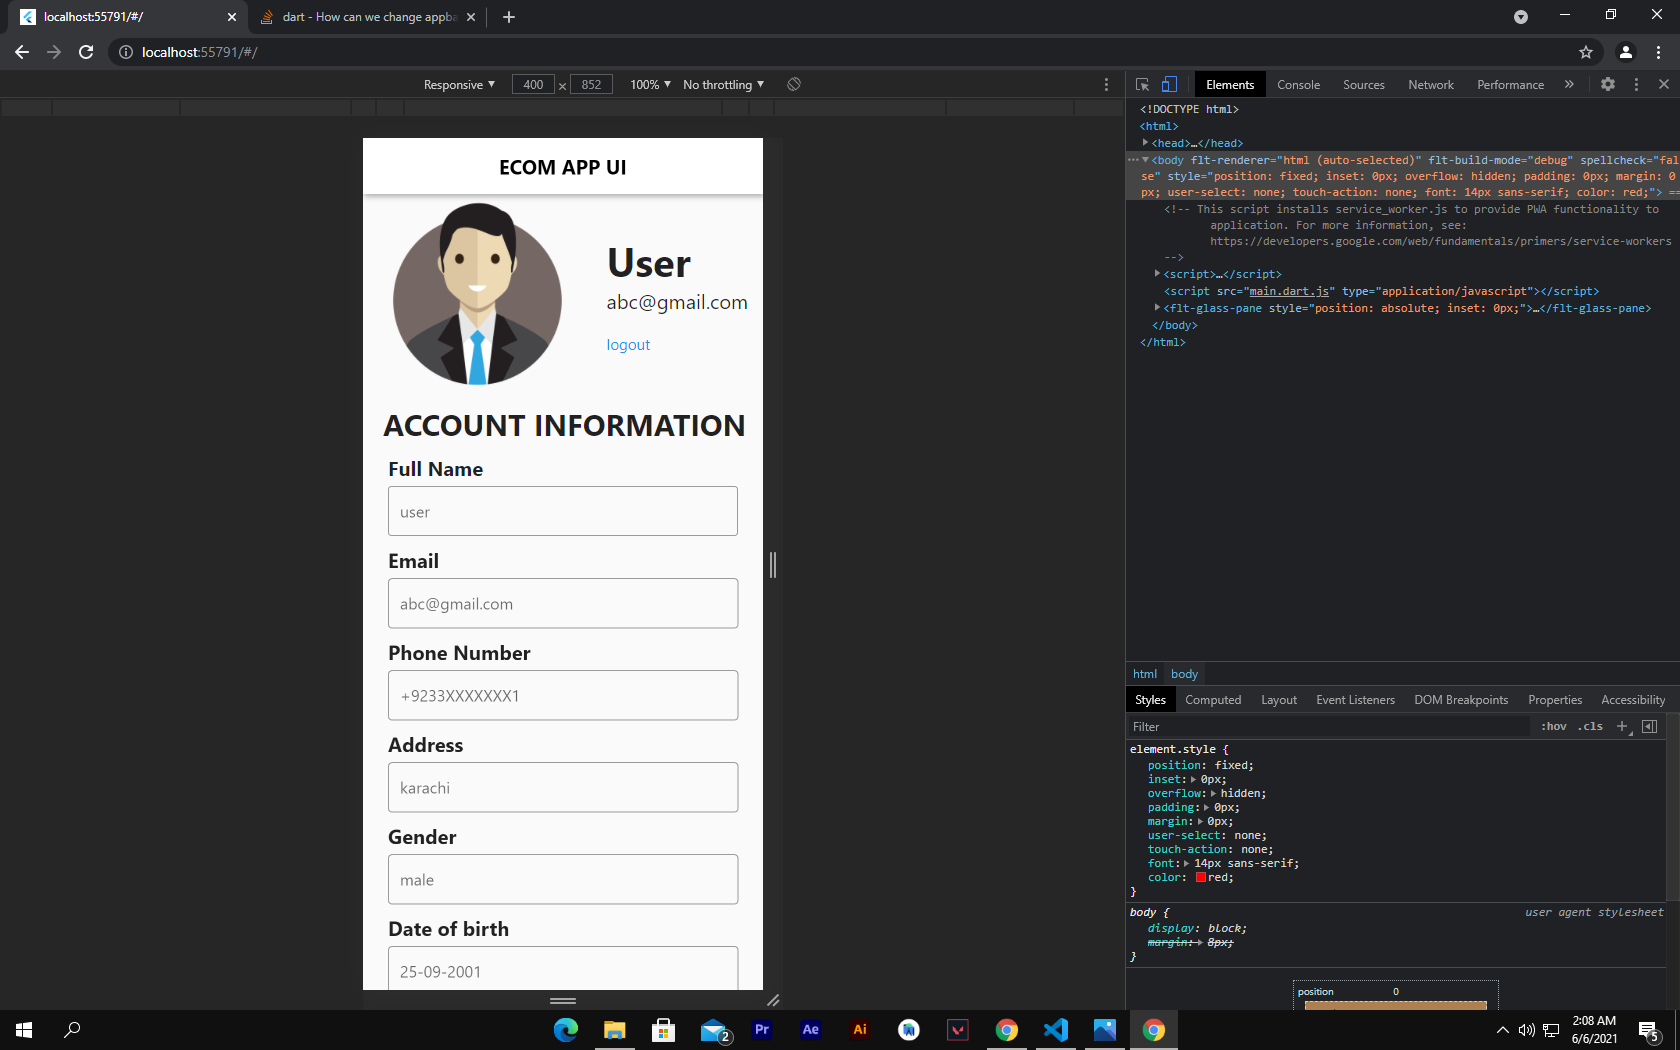 localhost:55791/#/
dart - How can we change appba
localhost:55791/#/
Responsive
400 × 852
100%
No throttling
Elements
Console
Sources
Network
Performance
ECOM APP UI
User
abc@gmail.com
logout
ACCOUNT INFORMATION
Full Name
user
Email
abc@gmail.com
Phone Number
+9233XXXXXXX1
Address
karachi
Gender
male
Date of birth
25-09-2001
<!DOCTYPE html>
<html>
<head>…</head>
<body flt-renderer="html (auto-selected)" flt-build-mode="debug" spellcheck="fal
se" style="position: fixed; inset: 0px; overflow: hidden; padding: 0px; margin: 0
px; user-select: none; touch-action: none; font: 14px sans-serif; color: red;"> ==
<!-- This script installs service_worker.js to provide PWA functionality to
application. For more information, see:
https://developers.google.com/web/fundamentals/primers/service-workers
-->
<script>…</script>
<script src="main.dart.js" type="application/javascript"></script>
<flt-glass-pane style="position: absolute; inset: 0px;">…</flt-glass-pane>
</body>
</html>
html body
Styles
Computed
Layout
Event Listeners
DOM Breakpoints
Properties
Accessibility
Filter
:hov .cls
element.style {
position: fixed;
inset: 0px;
overflow: hidden;
padding: 0px;
margin: 0px;
user-select: none;
touch-action: none;
font: 14px sans-serif;
color: red;
}
body {
user agent stylesheet
display: block;
margin: 8px;
}
position 0
2
Pr
Ae
Ai
2:08 AM
6/6/2021
5